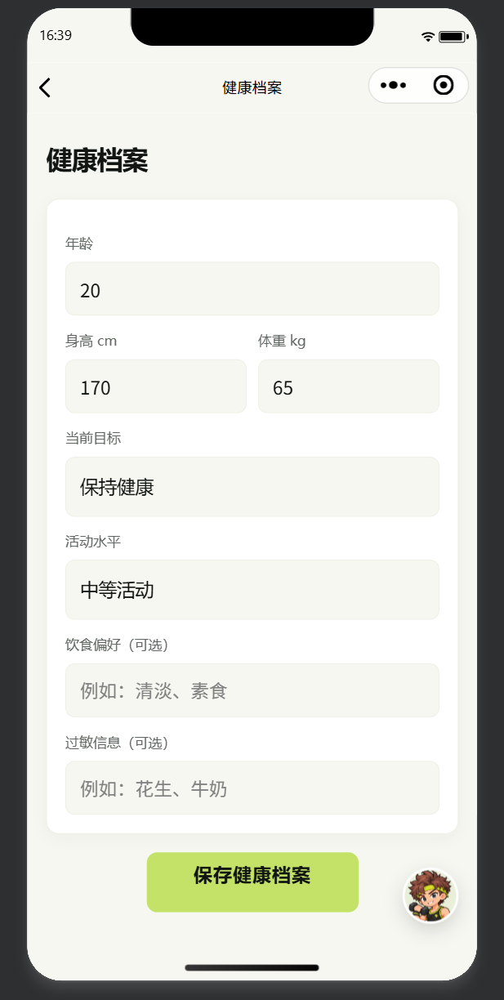 16:39
健康档案
健康档案
年龄
20
身高 cm
体重 kg
170
65
当前目标
保持健康
活动水平
中等活动
饮食偏好（可选）
例如：清淡、素食
过敏信息（可选）
例如：花生、牛奶
保存健康档案